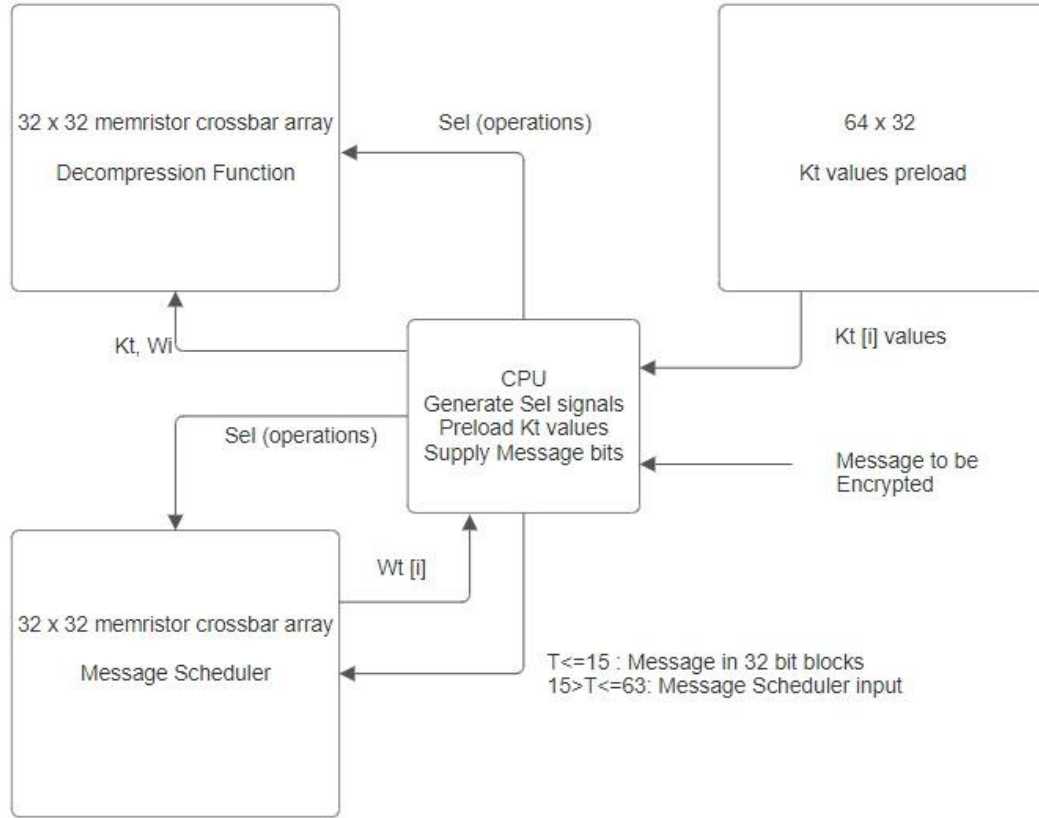 32 x 32 memristor crossbar array
Decompression Function
Sel (operations)
64 x 32
Kt values preload
Kt, Wi
Kt [i] values
CPU
Generate Sel signals
Preload Kt values
Supply Message bits
Sel (operations)
Message to be
Encrypted
Wt [i]
32 x 32 memristor crossbar array
Message Scheduler
T<=15 : Message in 32 bit blocks
15>T<=63: Message Scheduler input